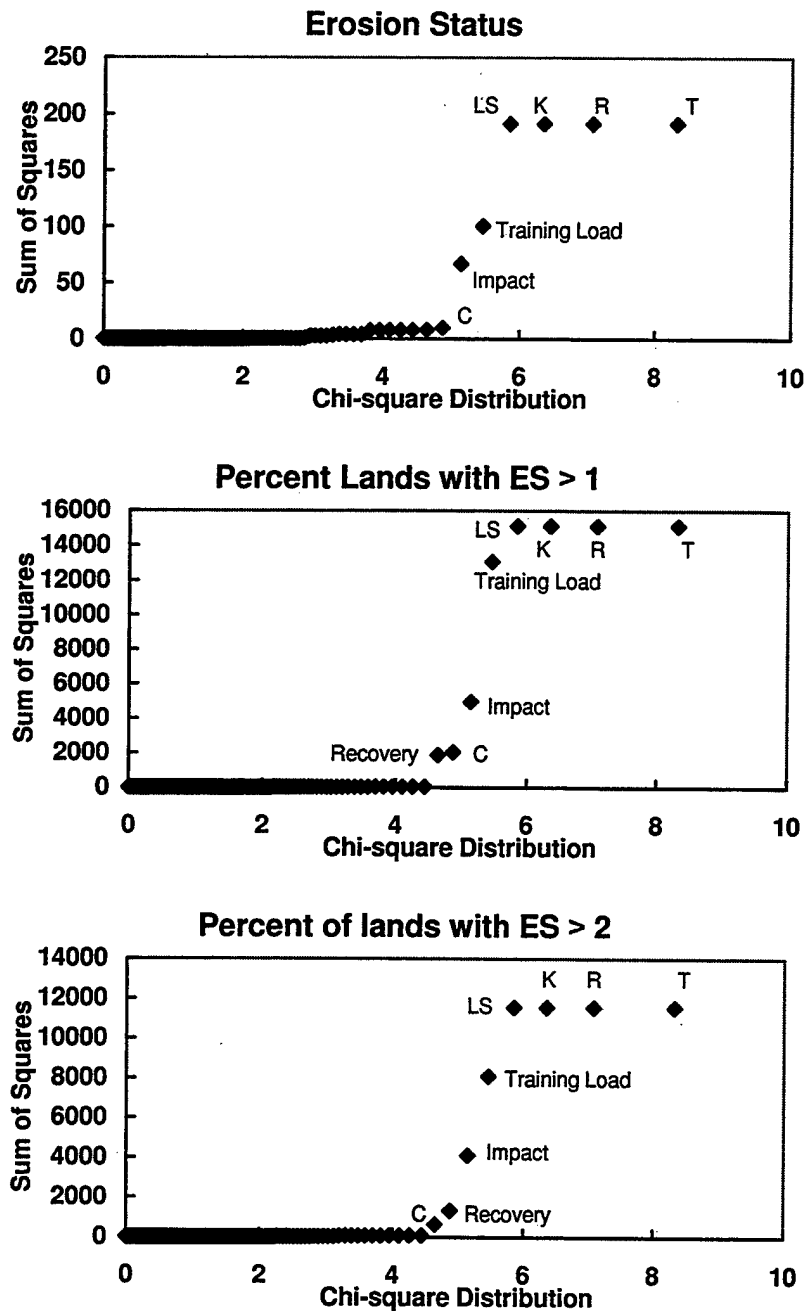 Erosion Status
250
200
150
100
50
0
Sum of Squares
LS K R T
Training Load
Impact
C
0 2 4 6 8 10
Chi-square Distribution
Percent Lands with ES > 1
16000
14000
12000
10000
8000
6000
4000
2000
0
Sum of Squares
LS K R T
Training Load
Impact
Recovery C
0 2 4 6 8 10
Chi-square Distribution
Percent of lands with ES > 2
14000
12000
10000
8000
6000
4000
2000
0
Sum of Squares
K R T
LS
Training Load
Impact
C Recovery
0 2 4 6 8 10
Chi-square Distribution